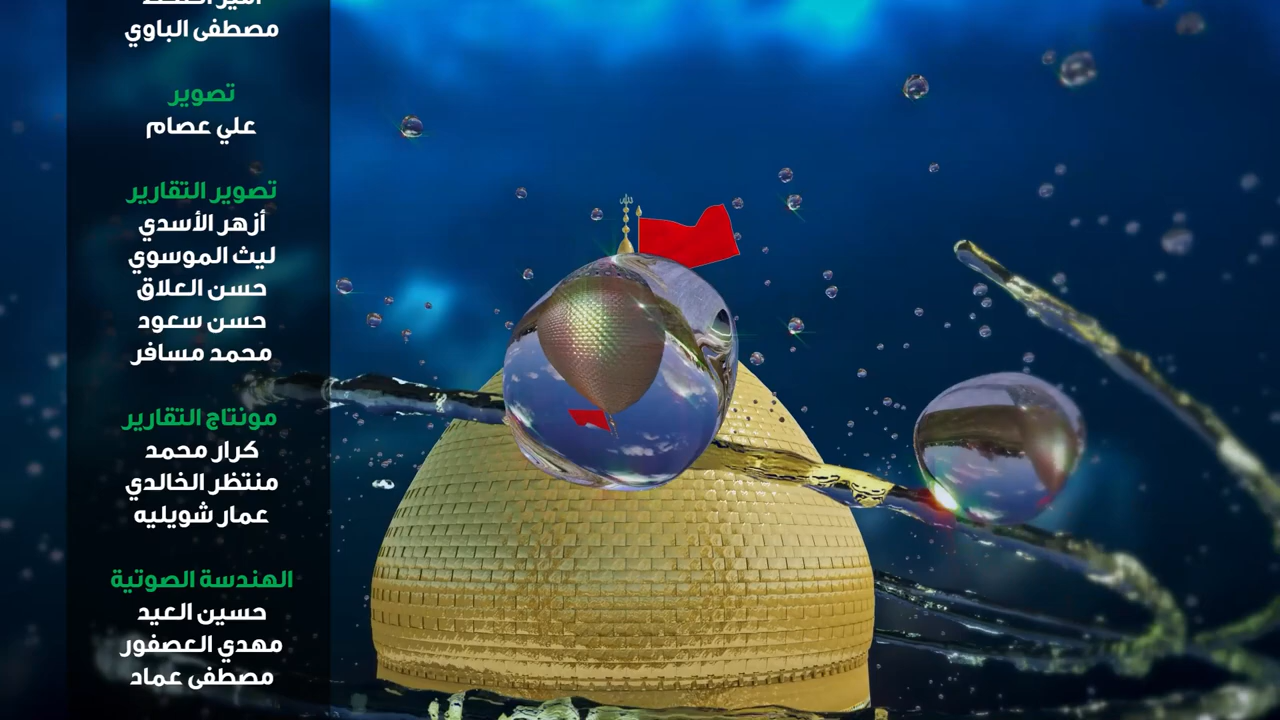 مصطفى الباوي
تصوير
علي عصام
تصوير التقارير
أزهر الأسدي
ليث الموسوي
حسن العلاق
حسن سعود
محمد مسافر
مونتاج التقارير
كرار محمد
منتظر الخالدي
عمار شويليه
الهندسة الصوتية
حسين العيد
مهدي العصفور
مصطفى عماد